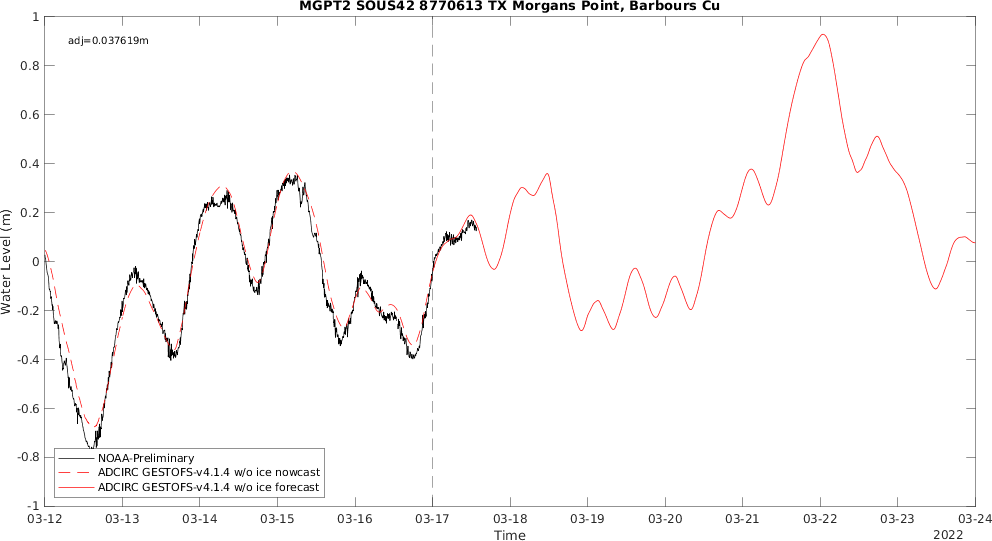 MGPT2 SOUS42 8770613 TX Morgans Point, Barbours Cu
adj=0.037619m
1
0.8
0.6
0.4
0.2
0
-0.2
-0.4
-0.6
-0.8
-1
Water Level (m)
NOAA-Preliminary
ADCIRC GESTOFS-v4.1.4 w/o ice nowcast
ADCIRC GESTOFS-v4.1.4 w/o ice forecast
03-12 03-13 03-14 03-15 03-16 03-17 03-18 03-19 03-20 03-21 03-22 03-23 03-24
Time
2022